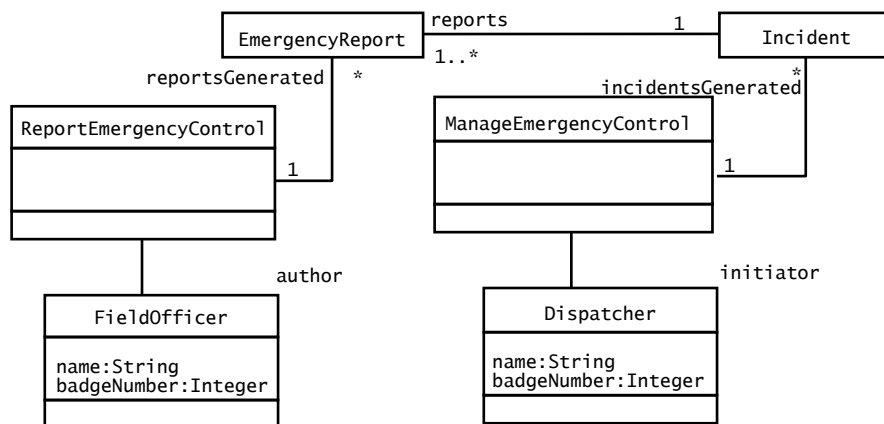 reports
1
EmergencyReport
Incident
1..*
reportsGenerated
*
*
incidentsGenerated
ReportEmergencyControl
ManageEmergencyControl
1
1
author
initiator
FieldOfficer
Dispatcher
name:String
badgeNumber:Integer
name:String
badgeNumber:Integer